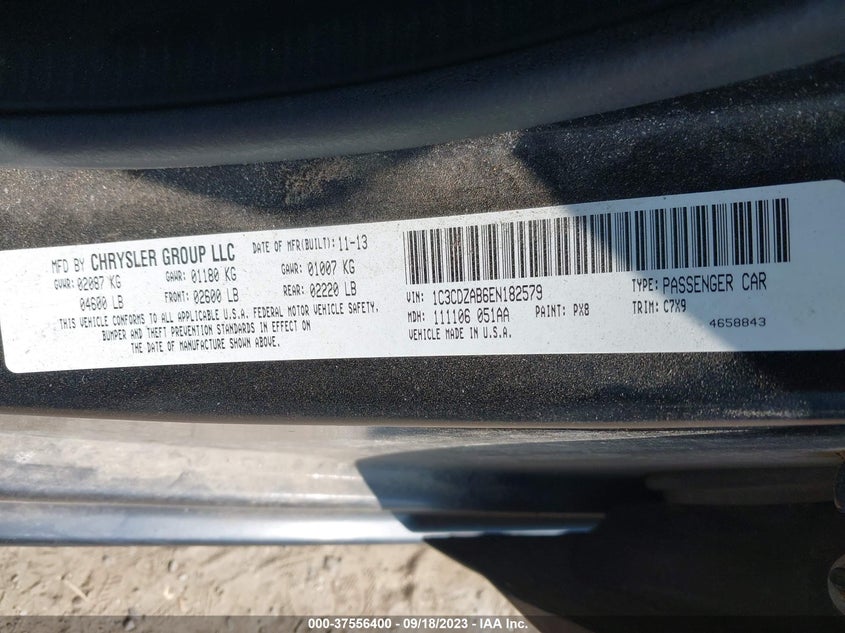 MFD BY CHRYSLER GROUP LLC DATE OF MFR(BUILT): 11-13
GVWR: 02087 KG GAWR: 01180 KG GAWR: 01007 KG
04600 LB FRONT: 02600 LB REAR: 02220 LB
THIS VEHICLE CONFORMS TO ALL APPLICABLE U.S.A. FEDERAL MOTOR VEHICLE SAFETY,
BUMPER AND THEFT PREVENTION STANDARDS IN EFFECT ON
THE DATE OF MANUFACTURE SHOWN ABOVE.
VIN: 1C3CDZAB6EN182579 TYPE: PASSENGER CAR
MDH: 111106 051AA PAINT: PX8 TRIM: C7X9
VEHICLE MADE IN U.S.A. 4658843
000-37556400 - 09/18/2023 - IAA Inc.